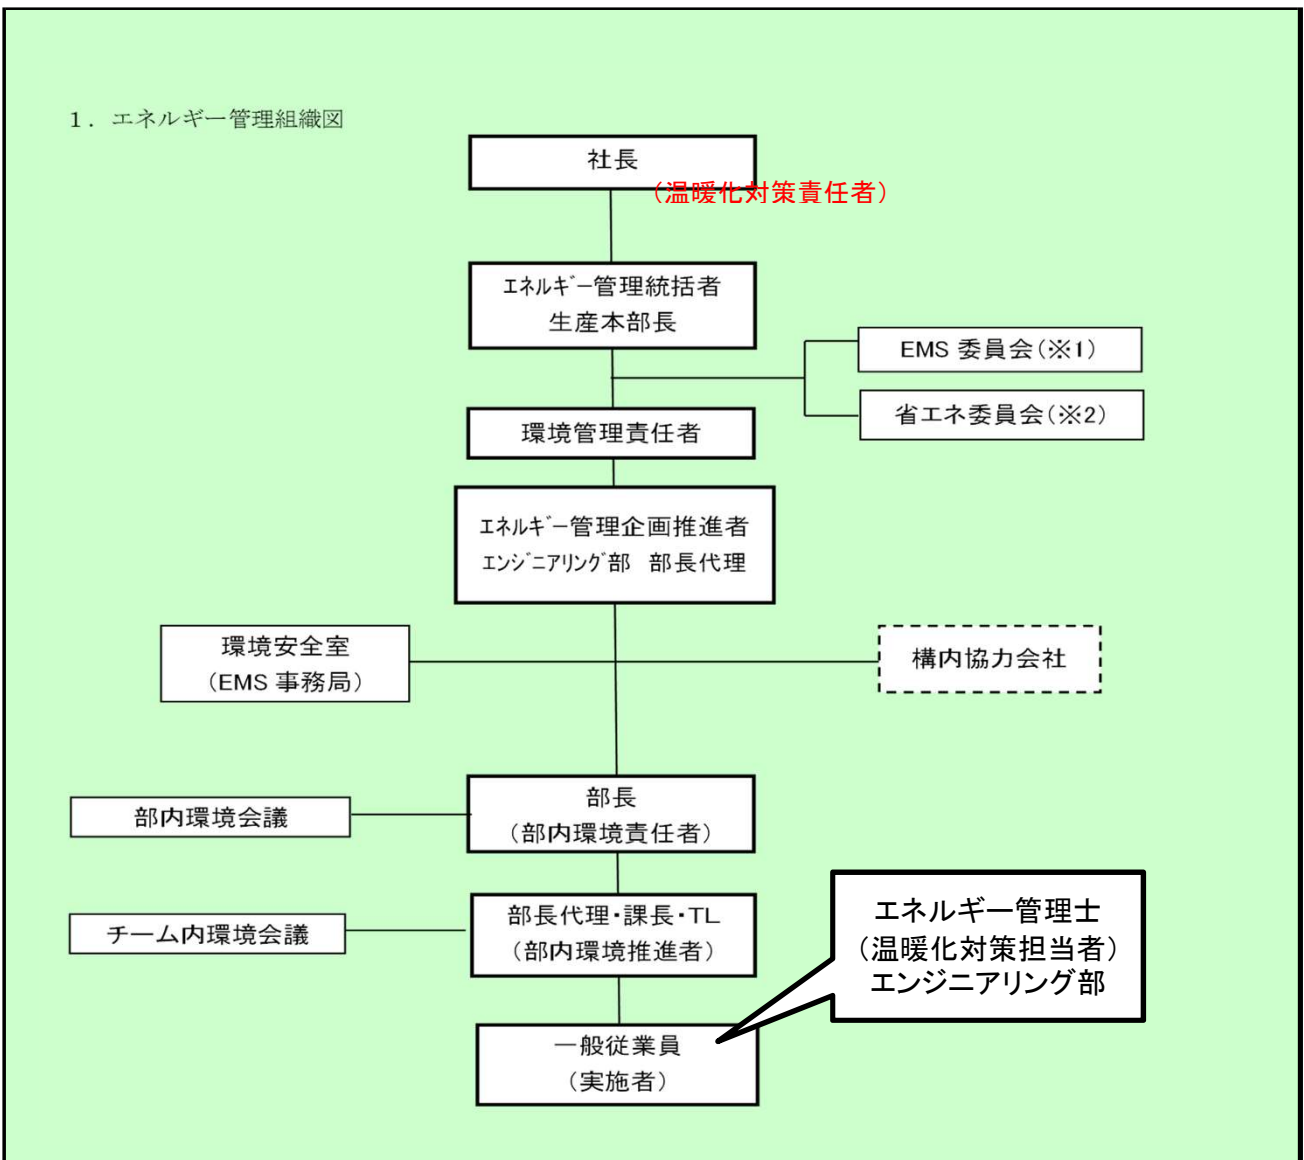 1．エネルギー管理組織図
社長
（温暖化対策責任者）
ｴﾈﾙｷﾞｰ管理統括者
生産本部長
EMS 委員会（※1）
省エネ委員会（※2）
環境管理責任者
ｴﾈﾙｷﾞｰ管理企画推進者
ｴﾝｼﾞﾆｱﾘﾝｸﾞ部　部長代理
環境安全室
（EMS 事務局）
構内協力会社
部長
（部内環境責任者）
部内環境会議
部長代理・課長・TL
（部内環境推進者）
チーム内環境会議
エネルギー管理士
（温暖化対策担当者）
エンジニアリング部
一般従業員
（実施者）